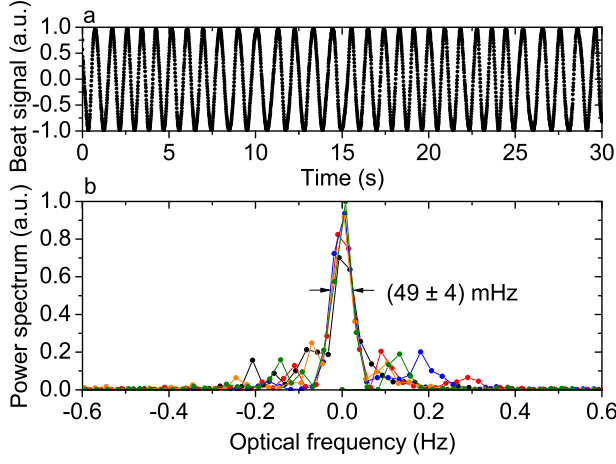 a
Beat signal (a.u.)
1.0
0.5
0.0
-0.5
-1.0
0 5 10 15 20 25 30
Time (s)
b
Power spectrum (a.u.)
1.0
0.8
0.6
0.4
0.2
0.0
(49 ± 4) mHz
-0.6 -0.4 -0.2 0.0 0.2 0.4 0.6
Optical frequency (Hz)